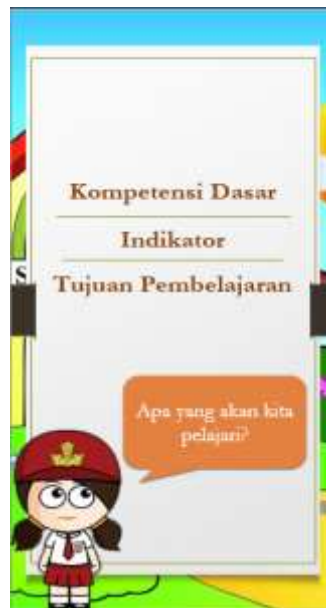 Kompetensi Dasar
Indikator
Tujuan Pembelajaran
Apa yang akan kita
pelajari?
S